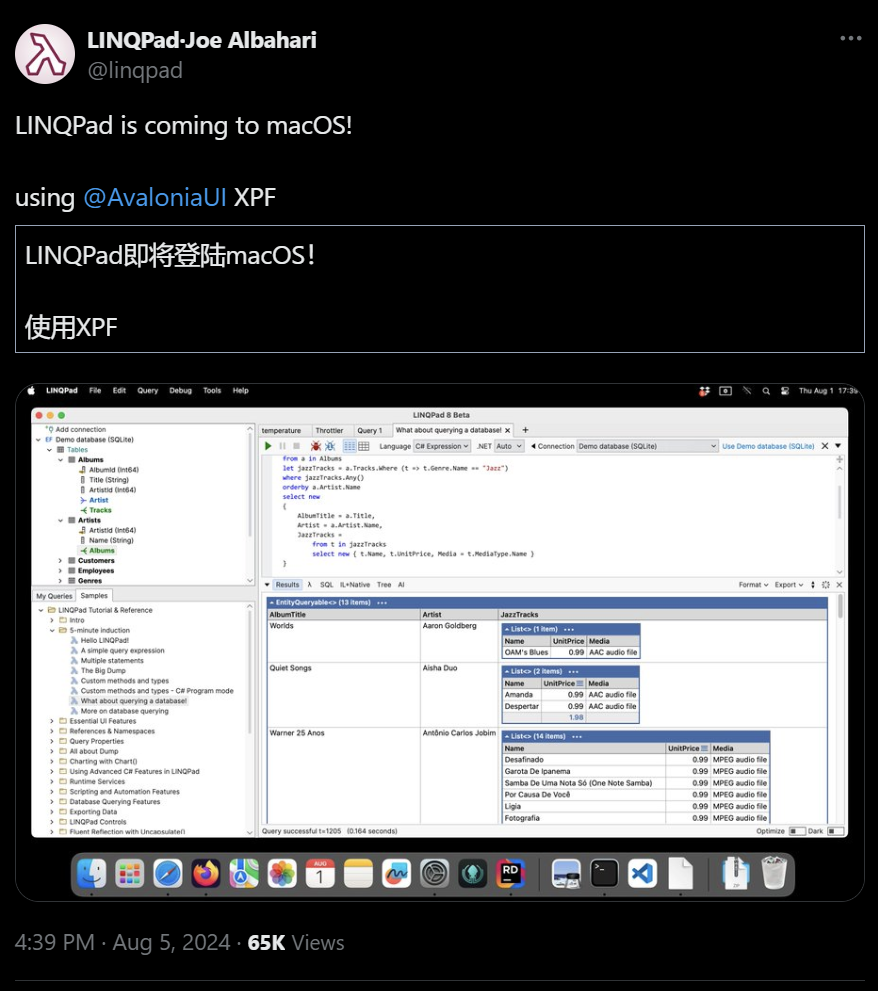 LINQPad·Joe Albahari
@linqpad
LINQPad is coming to macOS!
using @AvaloniaUI XPF
LINQPad即将登陆macOS！
使用XPF
LINQPad File Edit Query Debug Tools Help
Thu Aug 1 17:39
LINQPad 8 Beta
Add connection
EF Demo database (SQLite)
Tables
Albums
AlbumId (Int64)
Title (String)
ArtistId (Int64)
Artist
Tracks
Artists
ArtistId (Int64)
Name (String)
Albums
Customers
Employees
Genres
My Queries Samples
LINQPad Tutorial & Reference
Intro
5-minute induction
Hello LINQPad!
A simple query expression
Multiple statements
The Big Dump
Custom methods and types
Custom methods and types - C# Program mode
What about querying a database!
More on database querying
Essential UI Features
References & Namespaces
Query Properties
All about Dump
Charting with Chart()
Using Advanced C# Features in LINQPad
Runtime Services
Scripting and Automation Features
Database Querying Features
Exporting Data
LINQPad Controls
Fluent Reflection with Uncapsulate()
temperature Throttler Query 1 What about querying a database! × +
Language C# Expression .NET Auto Connection Demo database (SQLite) Use Demo database (SQLite)
from a in Albums
let jazzTracks = a.Tracks.Where (t => t.Genre.Name == "Jazz")
where jazzTracks.Any()
orderby a.Artist.Name
select new
{
AlbumTitle = a.Title,
Artist = a.Artist.Name,
JazzTracks =
from t in jazzTracks
select new { t.Name, t.UnitPrice, Media = t.MediaType.Name }
}
Results λ SQL IL+Native Tree AI Format Export
EntityQueryable<> (13 items) •••
AlbumTitle Artist JazzTracks
Worlds Aaron Goldberg List<> (1 item) •••
Name UnitPrice Media
OAM's Blues 0.99 AAC audio file
Quiet Songs Aisha Duo List<> (2 items) •••
Name UnitPrice Media
Amanda 0.99 AAC audio file
Despertar 0.99 AAC audio file
1.98
Warner 25 Anos Antônio Carlos Jobim List<> (14 items) •••
Name UnitPrice Media
Desafinado 0.99 MPEG audio file
Garota De Ipanema 0.99 MPEG audio file
Samba De Uma Nota Só (One Note Samba) 0.99 MPEG audio file
Por Causa De Você 0.99 MPEG audio file
Ligia 0.99 MPEG audio file
Fotografia 0.99 MPEG audio file
Query successful t=1205 (0.164 seconds) Optimize Dark
AUG
1
RD
ZIP
4:39 PM · Aug 5, 2024 · 65K Views